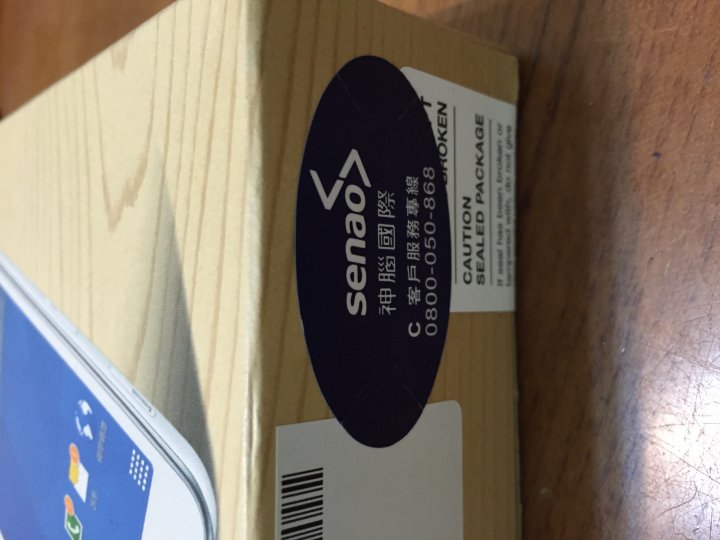 senao
神腦國際
C 客戶服務專線
0800-050-868
BROKEN
CAUTION
SEALED PACKAGE
If seal has been broken or
tampered with, do not give